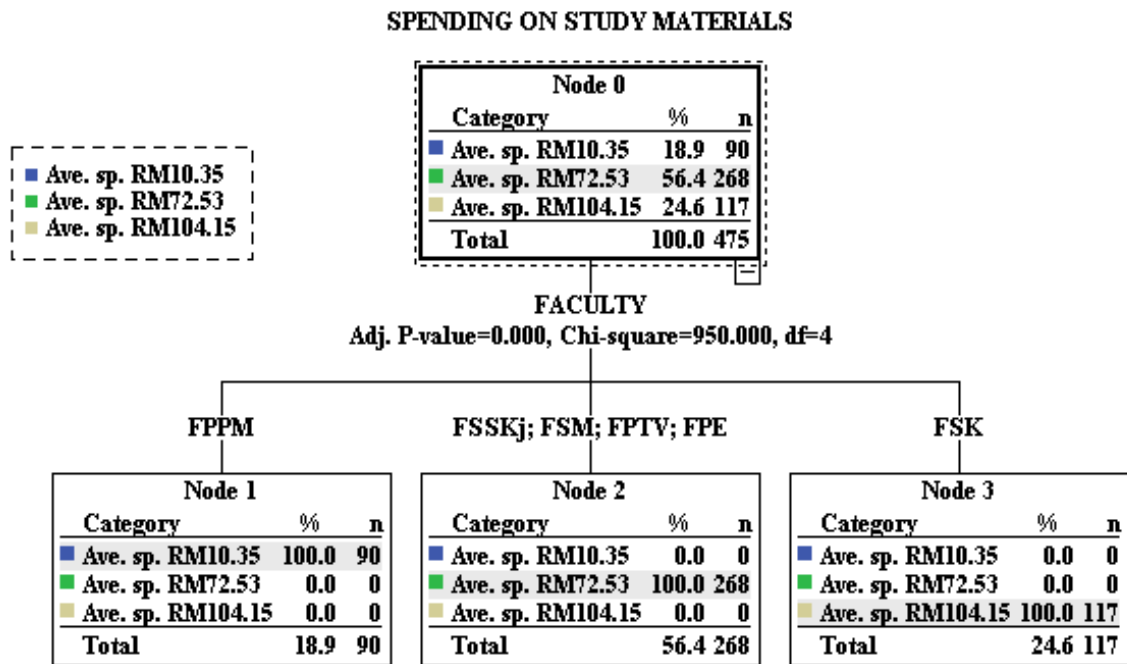 SPENDING ON STUDY MATERIALS
Node 0
Category % n
Ave. sp. RM10.35 18.9 90
Ave. sp. RM72.53 56.4 268
Ave. sp. RM104.15 24.6 117
Total 100.0 475
Ave. sp. RM10.35
Ave. sp. RM72.53
Ave. sp. RM104.15
FACULTY
Adj. P-value=0.000, Chi-square=950.000, df=4
FPPM
FSSKj; FSM; FPTV; FPE
FSK
Node 1
Category % n
Ave. sp. RM10.35 100.0 90
Ave. sp. RM72.53 0.0 0
Ave. sp. RM104.15 0.0 0
Total 18.9 90
Node 2
Category % n
Ave. sp. RM10.35 0.0 0
Ave. sp. RM72.53 100.0 268
Ave. sp. RM104.15 0.0 0
Total 56.4 268
Node 3
Category % n
Ave. sp. RM10.35 0.0 0
Ave. sp. RM72.53 0.0 0
Ave. sp. RM104.15 100.0 117
Total 24.6 117